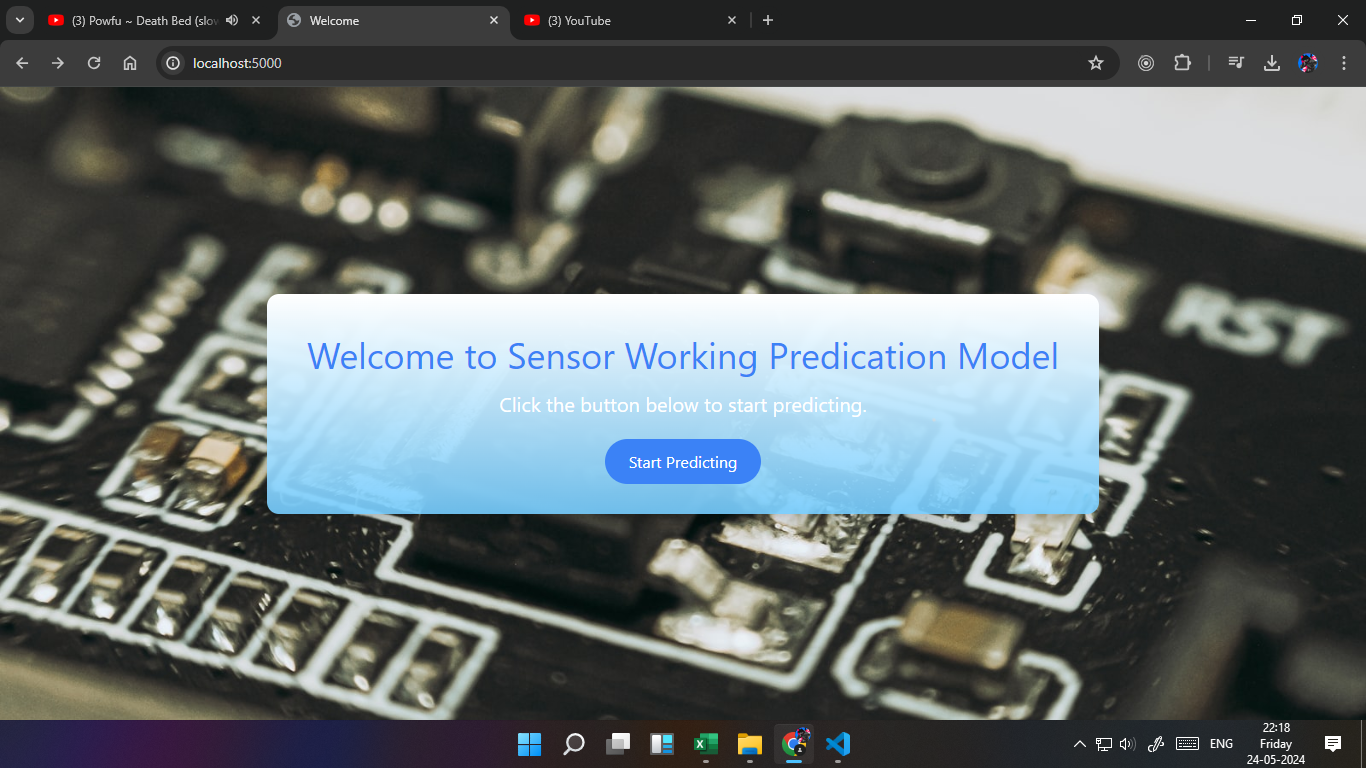 (3) Powfu ~ Death Bed (slow
Welcome
(3) YouTube
localhost:5000
RST
Welcome to Sensor Working Predication Model
Click the button below to start predicting.
Start Predicting
ENG
22:18
Friday
24-05-2024